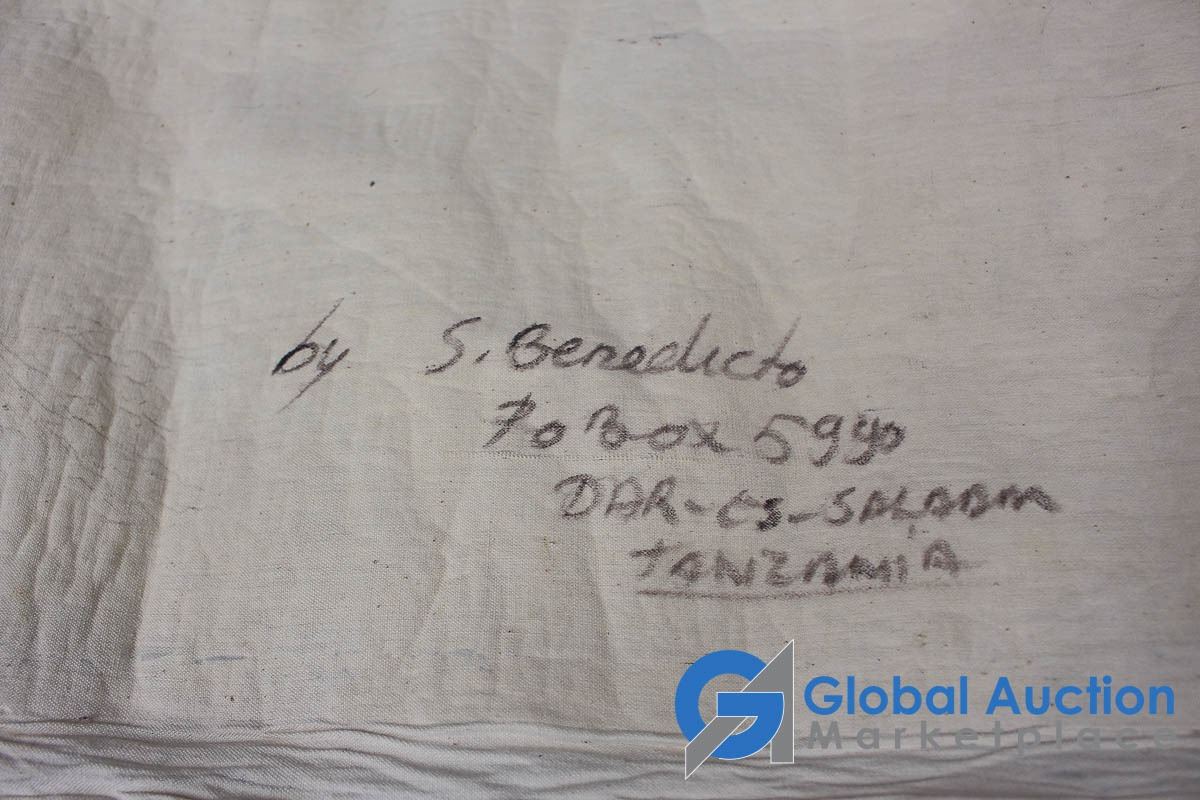 by S. Benedicto
Po Box 5990
DAR-es-SALAAM
TANZANIA
Global Auction
Marketplace